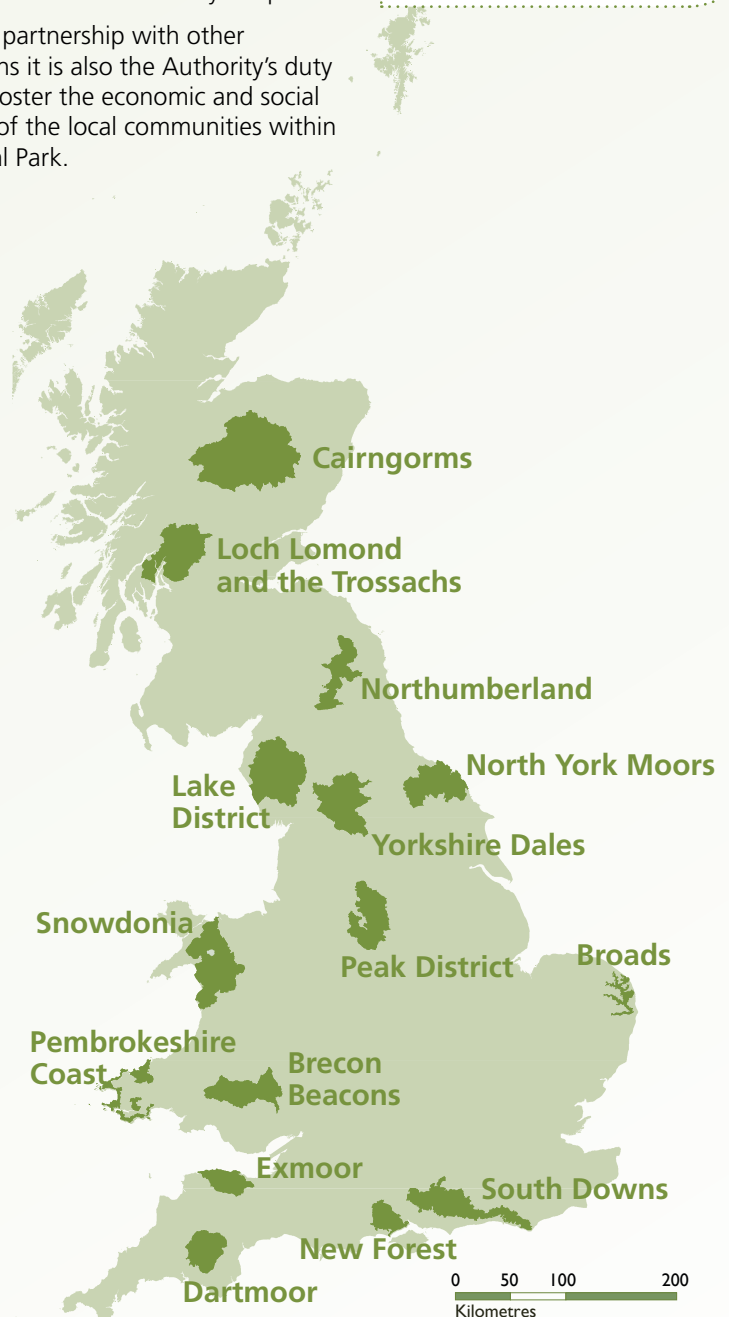 partnership with other
ns it is also the Authority’s duty
oster the economic and social
of the local communities within
al Park.
Cairngorms
Loch Lomond
and the Trossachs
Northumberland
North York Moors
Lake
District
Yorkshire Dales
Snowdonia
Peak District
Broads
Pembrokeshire
Coast
Brecon
Beacons
Exmoor
South Downs
New Forest
Dartmoor
0 50 100 200
Kilometres